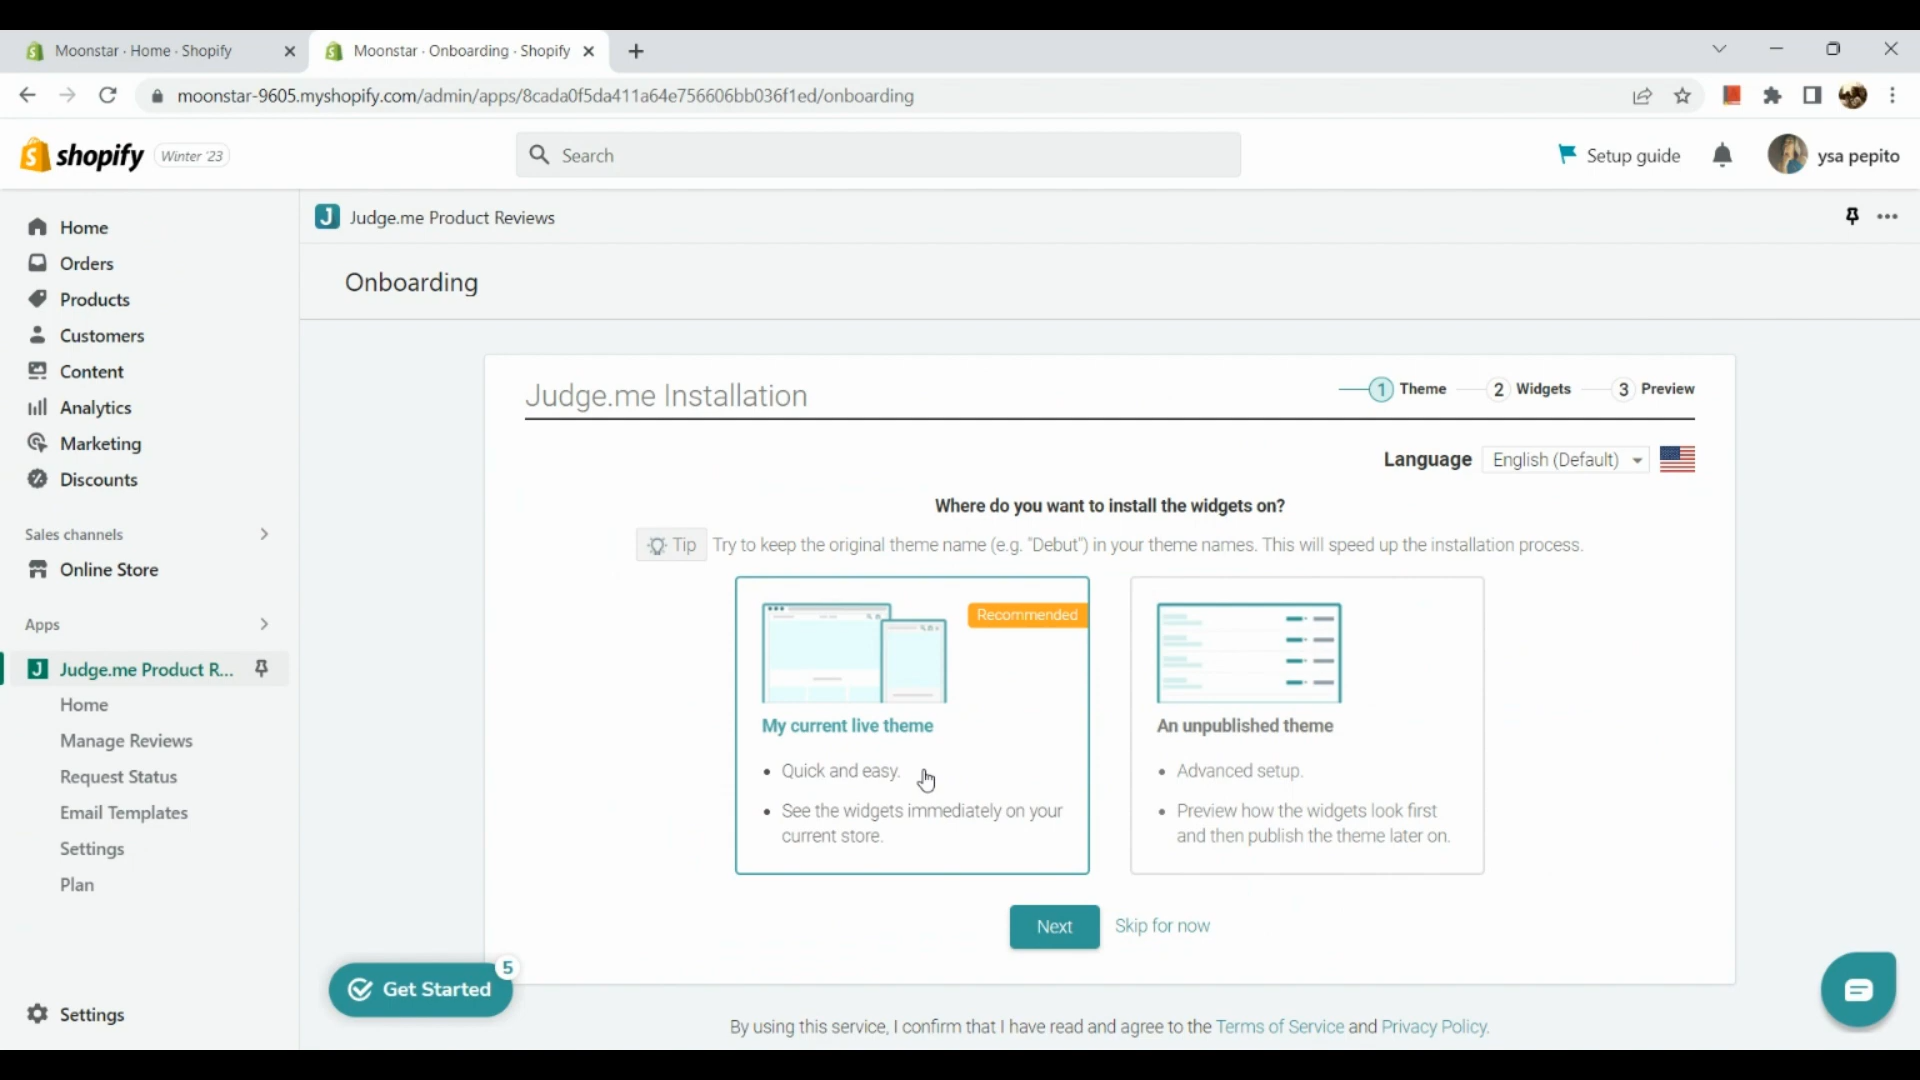 Moonstar · Home · Shopify
Moonstar · Onboarding · Shopify
moonstar-9605.myshopify.com/admin/apps/8cada0f5da411a64e756606bb036f1ed/onboarding
shopify
Winter '23
Search
Setup guide
ysa pepito
Home
Orders
Products
Customers
Content
Analytics
Marketing
Discounts
Sales channels
Online Store
Apps
J Judge.me Product R...
Home
Manage Reviews
Request Status
Email Templates
Settings
Plan
Settings
J Judge.me Product Reviews
Onboarding
Judge.me Installation
1 Theme
2 Widgets
3 Preview
Language English (Default)
Where do you want to install the widgets on?
Tip Try to keep the original theme name (e.g. "Debut") in your theme names. This will speed up the installation process.
Recommended
My current live theme
• Quick and easy.
• See the widgets immediately on your
current store.
An unpublished theme
• Advanced setup.
• Preview how the widgets look first
and then publish the theme later on.
Next
Skip for now
Get Started
5
By using this service, I confirm that I have read and agree to the Terms of Service and Privacy Policy.